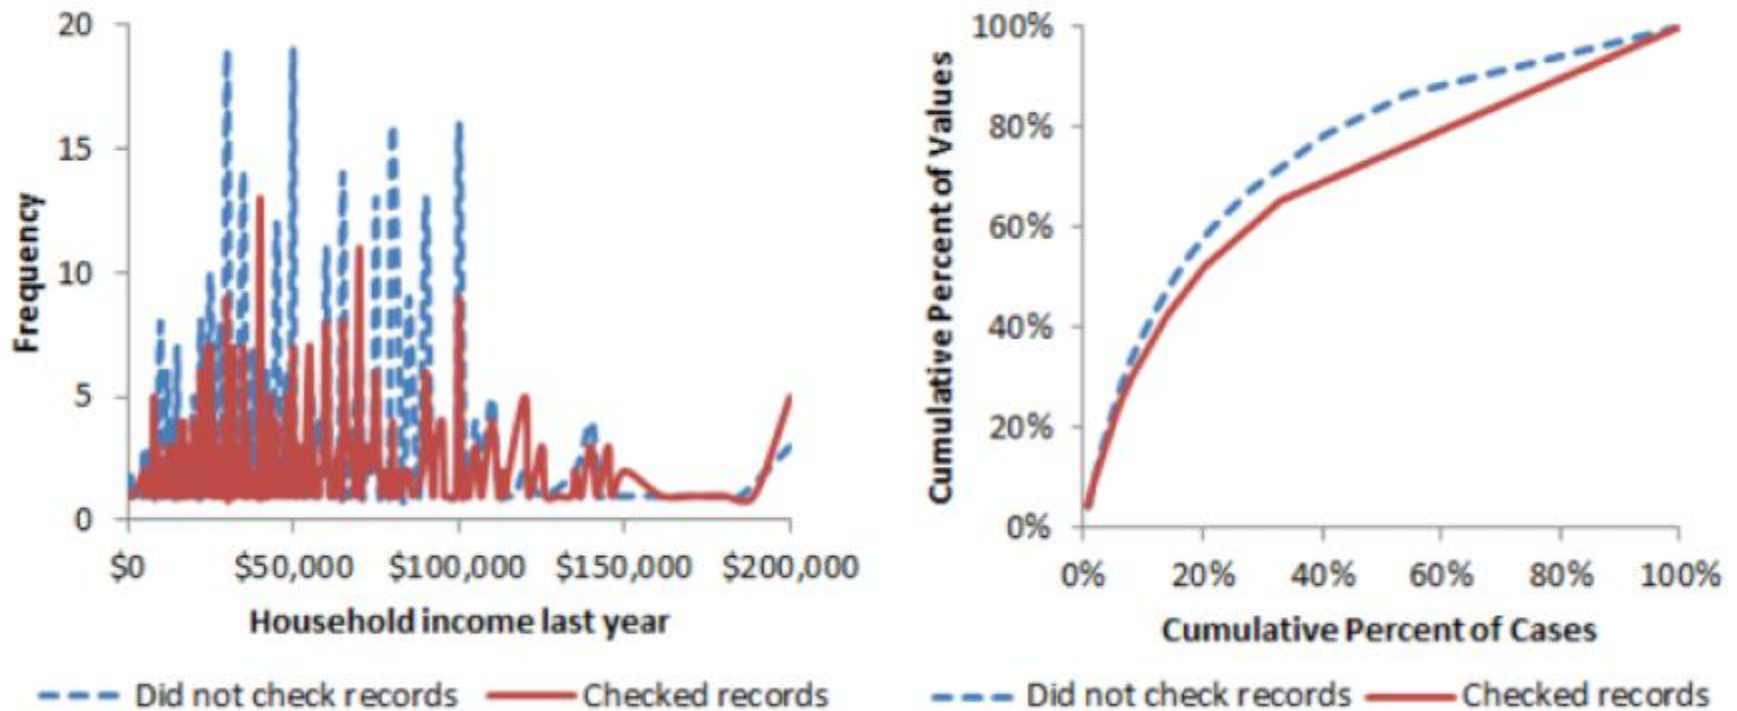 20
15
10
5
0
Frequency
$0 $50,000 $100,000 $150,000 $200,000
Household income last year
Did not check records Checked records
100%
80%
60%
40%
20%
0%
Cumulative Percent of Values
0% 20% 40% 60% 80% 100%
Cumulative Percent of Cases
Did not check records Checked records